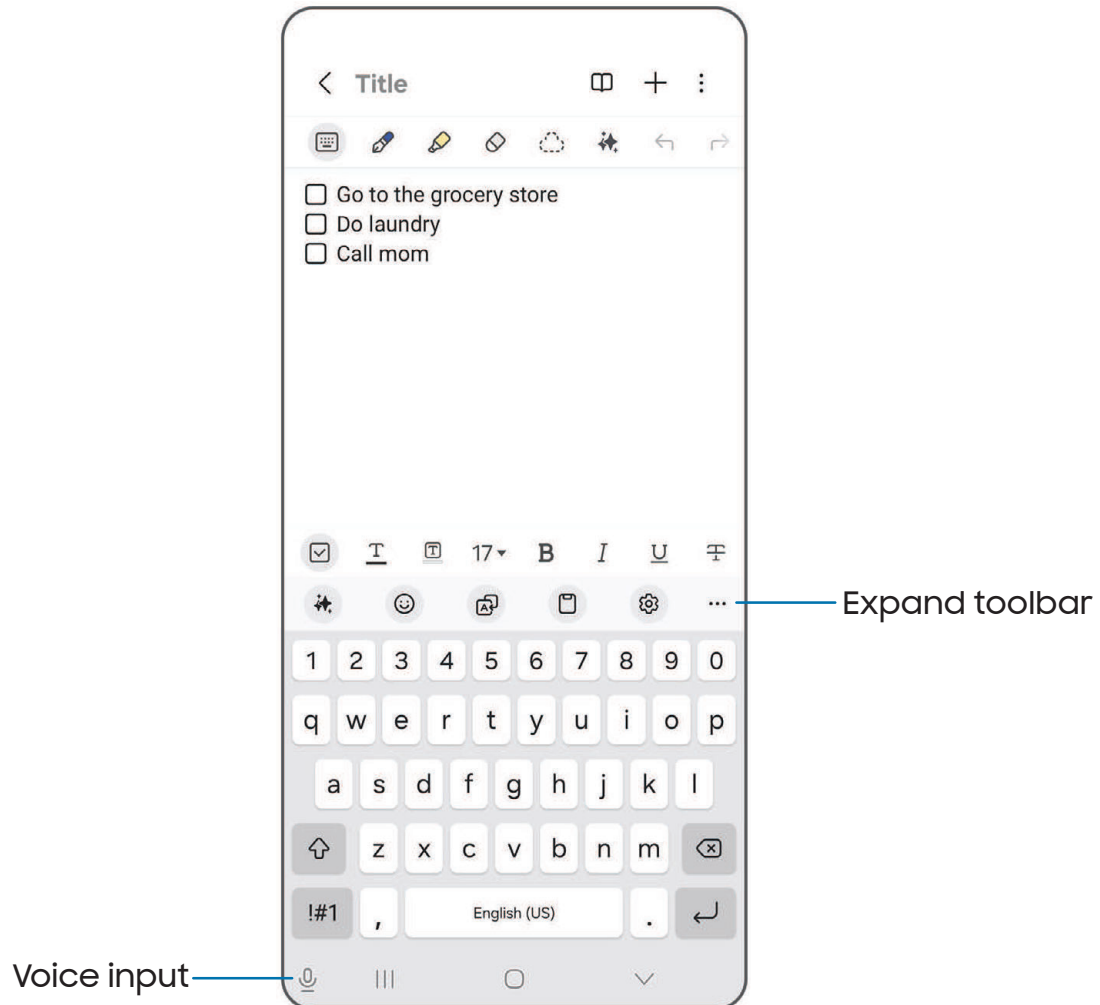 Title
Go to the grocery store
Do laundry
Call mom
T T 17 B I U T
A
Expand toolbar
1 2 3 4 5 6 7 8 9 0
q w e r t y u i o p
a s d f g h j k l
z x c v b n m
!#1 , English (US) .
Voice input